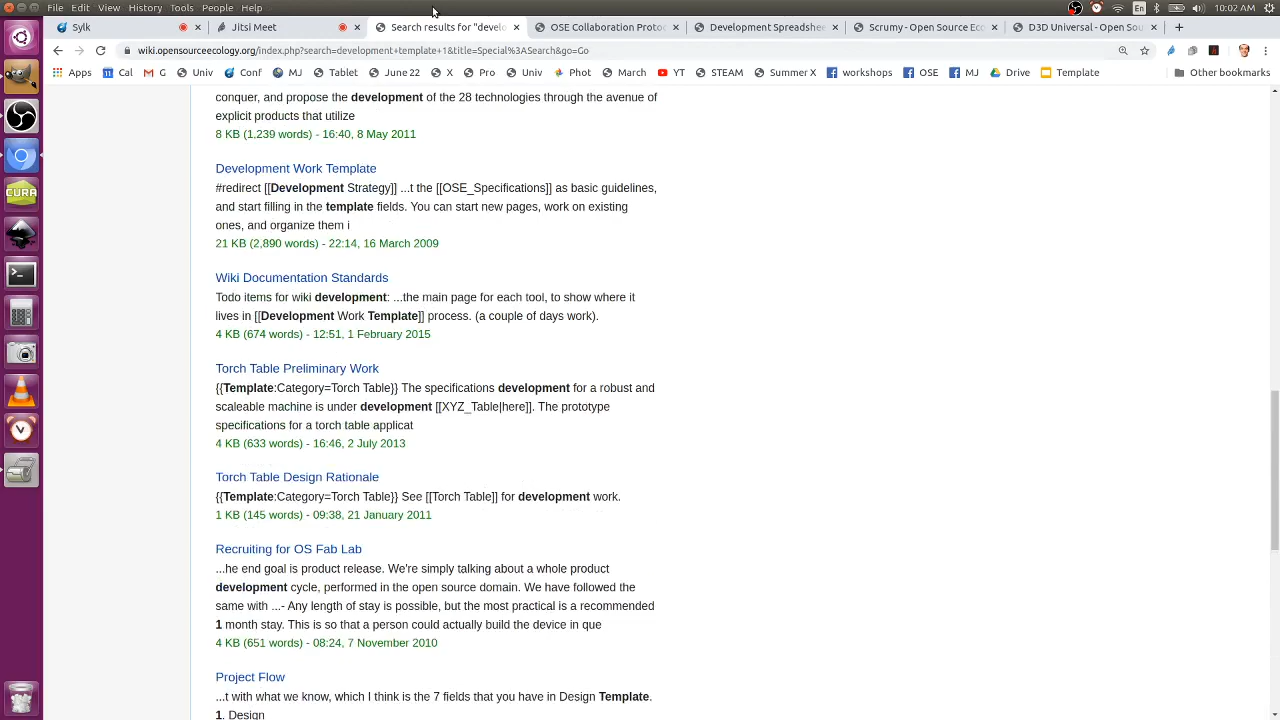 File Edit View History Tools People Help
En 10:02 AM
Sylk
Jitsi Meet
Search results for "develo
OSE Collaboration Protoc
Development Spreadshee
Scrumy - Open Source Ec
D3D Universal - Open Sou
wiki.opensourceecology.org/index.php?search=development+template+1&title=Special%3ASearch&go=Go
Apps Cal G Univ Conf MJ Tablet June 22 X Pro Univ Phot March YT STEAM Summer X workshops OSE MJ Drive Template Other bookmarks
CURA
conquer, and propose the development of the 28 technologies through the avenue of
explicit products that utilize
8 KB (1,239 words) - 16:40, 8 May 2011
Development Work Template
#redirect [[Development Strategy]] ...t the [[OSE_Specifications]] as basic guidelines,
and start filling in the template fields. You can start new pages, work on existing
ones, and organize them i
21 KB (2,890 words) - 22:14, 16 March 2009
Wiki Documentation Standards
Todo items for wiki development: ...the main page for each tool, to show where it
lives in [[Development Work Template]] process. (a couple of days work).
4 KB (674 words) - 12:51, 1 February 2015
Torch Table Preliminary Work
{{Template:Category=Torch Table}} The specifications development for a robust and
scaleable machine is under development [[XYZ_Table|here]]. The prototype
specifications for a torch table applicat
4 KB (633 words) - 16:46, 2 July 2013
Torch Table Design Rationale
{{Template:Category=Torch Table}} See [[Torch Table]] for development work.
1 KB (145 words) - 09:38, 21 January 2011
Recruiting for OS Fab Lab
...he end goal is product release. We're simply talking about a whole product
development cycle, performed in the open source domain. We have followed the
same with ...- Any length of stay is possible, but the most practical is a recommended
1 month stay. This is so that a person could actually build the device in que
4 KB (651 words) - 08:24, 7 November 2010
Project Flow
...t with what we know, which I think is the 7 fields that you have in Design Template.
1. Design